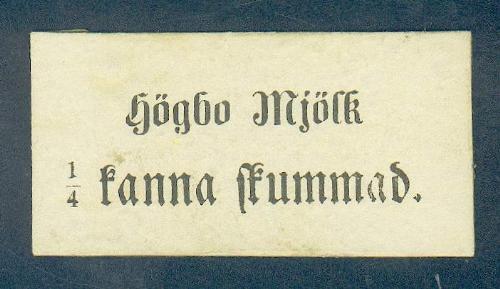 Högbo Mjölk
1/4 kanna skummad.